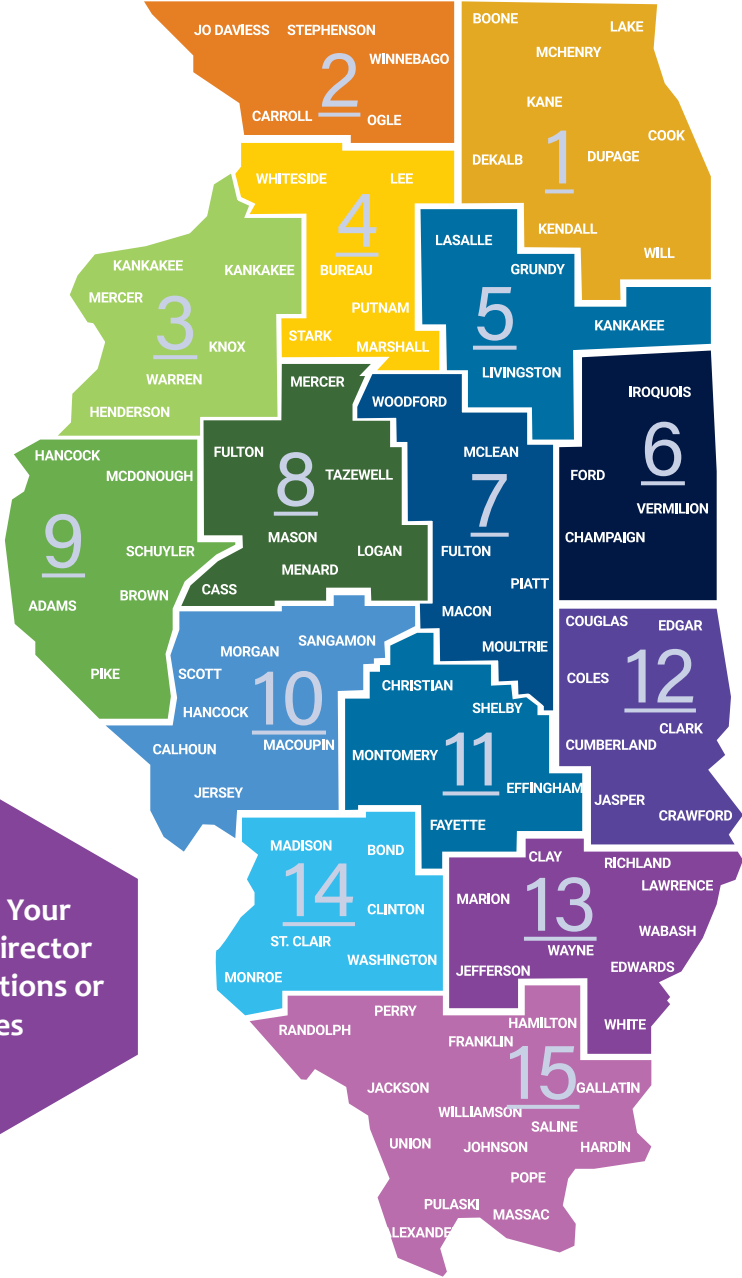 JO DAVIESS STEPHENSON
WINNEBAGO
2
CARROLL OGLE
BOONE
LAKE
MCHENRY
KANE
COOK
1
DEKALB DUPAGE
KENDALL
WILL
WHITESIDE LEE
4
BUREAU
PUTNAM
STARK
MARSHALL
KANKAKEE
KANKAKEE
MERCER
3
KNOX
WARREN
HENDERSON
LASALLE
GRUNDY
5
KANKAKEE
LIVINGSTON
IROQUOIS
6
FORD
VERMILION
CHAMPAIGN
MERCER
FULTON
8
TAZEWELL
MASON
LOGAN
MENARD
CASS
WOODFORD
MCLEAN
7
FULTON
PIATT
MACON
MOULTRIE
HANCOCK
MCDONOUGH
9
SCHUYLER
BROWN
ADAMS
PIKE
SANGAMON
MORGAN
SCOTT
10
HANCOCK
MACOUPIN
CALHOUN
JERSEY
CHRISTIAN
SHELBY
11
MONTOMERY
EFFINGHAM
FAYETTE
COUGLAS EDGAR
12
COLES
CLARK
CUMBERLAND
JASPER
CRAWFORD
MADISON BOND
14
CLINTON
ST. CLAIR
WASHINGTON
MONROE
CLAY
RICHLAND
LAWRENCE
MARION
13
WABASH
WAYNE
JEFFERSON
EDWARDS
WHITE
PERRY
RANDOLPH
HAMILTON
FRANKLIN
15
JACKSON
GALLATIN
WILLIAMSON
SALINE
UNION
JOHNSON
HARDIN
POPE
PULASKI
MASSAC
LEXANDE
Your
irector
tions or
es